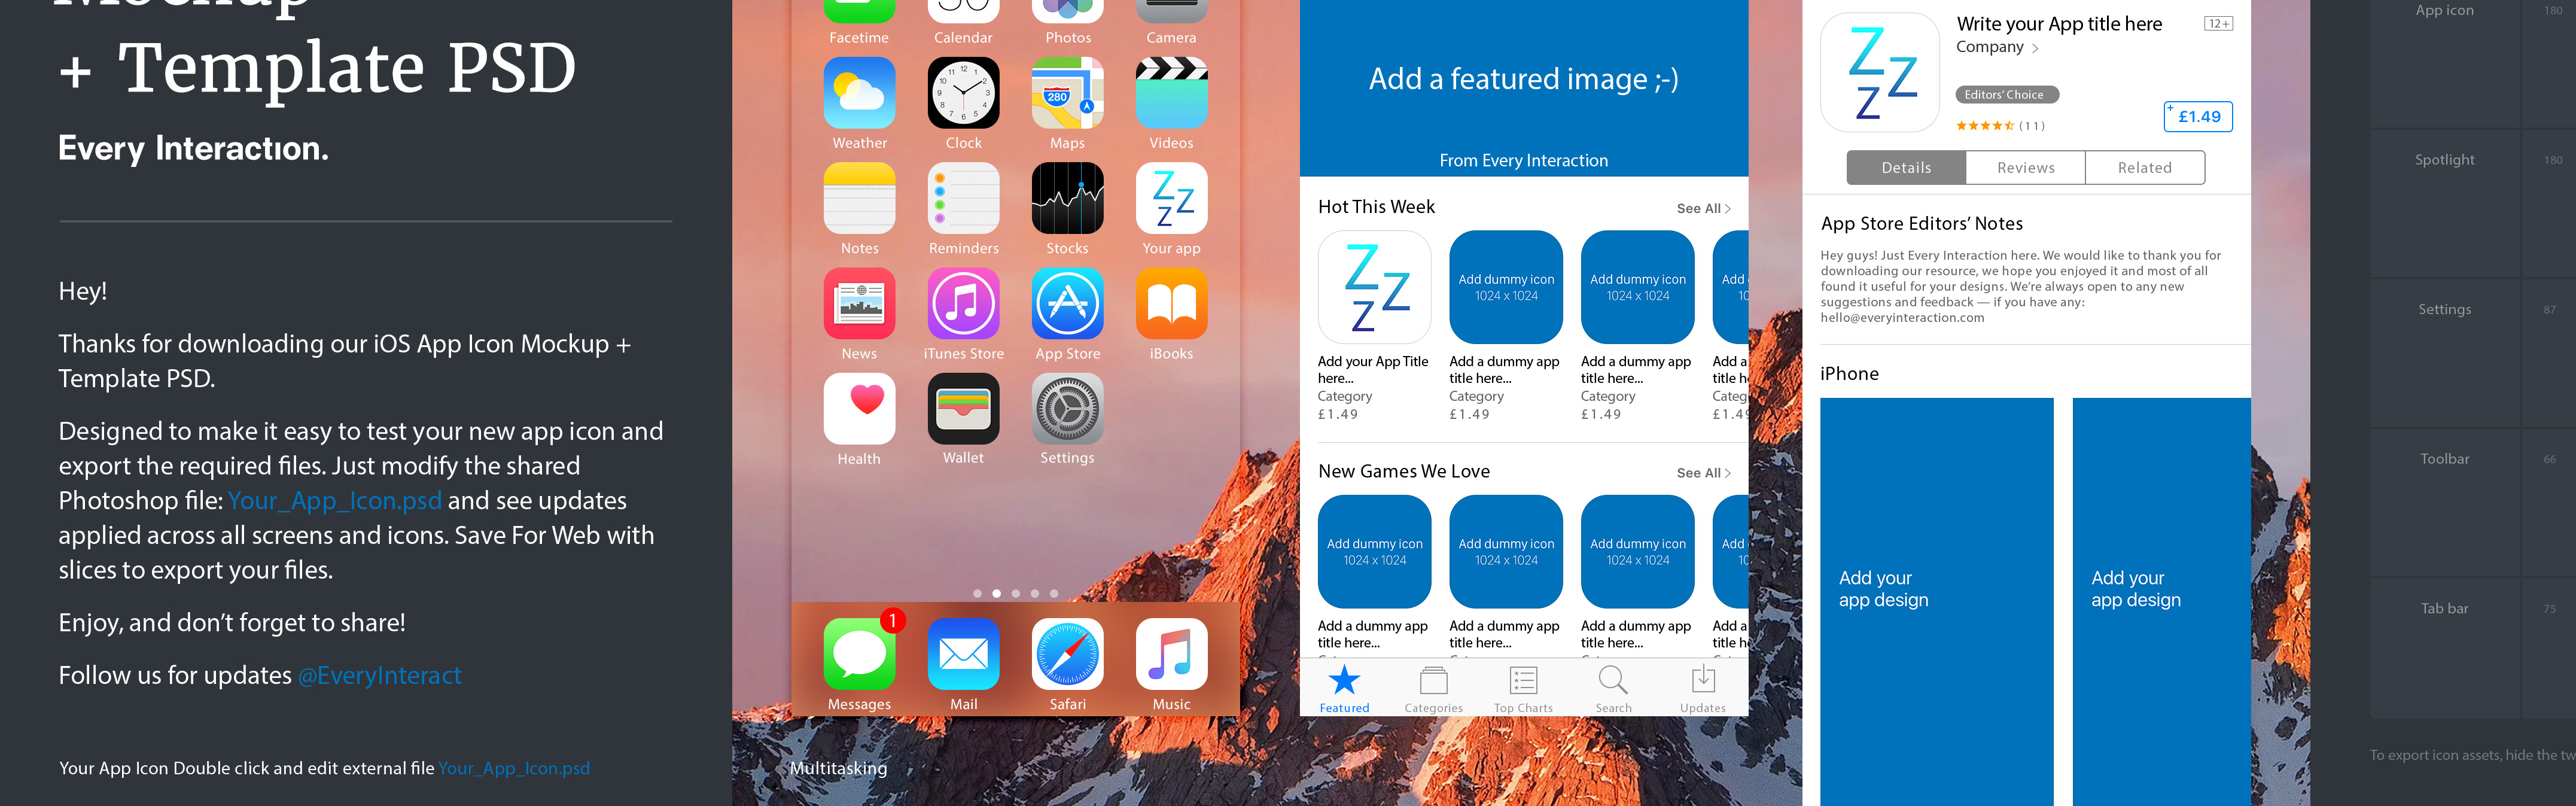 Mockup
+ Template PSD
Every Interaction.
Hey!
Thanks for downloading our iOS App Icon Mockup +
Template PSD.
Designed to make it easy to test your new app icon and
export the required files. Just modify the shared
Photoshop file: Your_App_Icon.psd and see updates
applied across all screens and icons. Save For Web with
slices to export your files.
Enjoy, and don’t forget to share!
Follow us for updates @EveryInteract
Your App Icon Double click and edit external file Your_App_Icon.psd
Facetime Calendar Photos Camera
280
Weather Clock Maps Videos
Z Z Z
Notes Reminders Stocks Your app
News iTunes Store App Store iBooks
Health Wallet Settings
1
Messages Mail Safari Music
Multitasking
Add a featured image ;-)
From Every Interaction
Hot This Week See All >
Z Z Z
Add dummy icon Add dummy icon Add
1024 x 1024 1024 x 1024 10
Add your App Title Add a dummy app Add a dummy app Add a
here... title here... title here... title h
Category Category Category Categ
£1.49 £1.49 £1.49 £1.49
New Games We Love See All >
Add dummy icon Add dummy icon Add dummy icon Add
1024 x 1024 1024 x 1024 1024 x 1024 10
Add a dummy app Add a dummy app Add a dummy app Add a
title here... title here... title here... title h
Featured Categories Top Charts Search Updates
Z Z Z
Write your App title here 12+
Company >
Editors’ Choice
★★★★ (11) + £1.49
Details Reviews Related
App Store Editors’ Notes
Hey guys! Just Every Interaction here. We would like to thank you for
downloading our resource, we hope you enjoyed it and most of all
found it useful for your designs. We’re always open to any new
suggestions and feedback — if you have any:
hello@everyinteraction.com
iPhone
Add your Add your
app design app design
App icon 180
Spotlight 180
Settings 87
Toolbar 66
Tab bar 75
To export icon assets, hide the tw